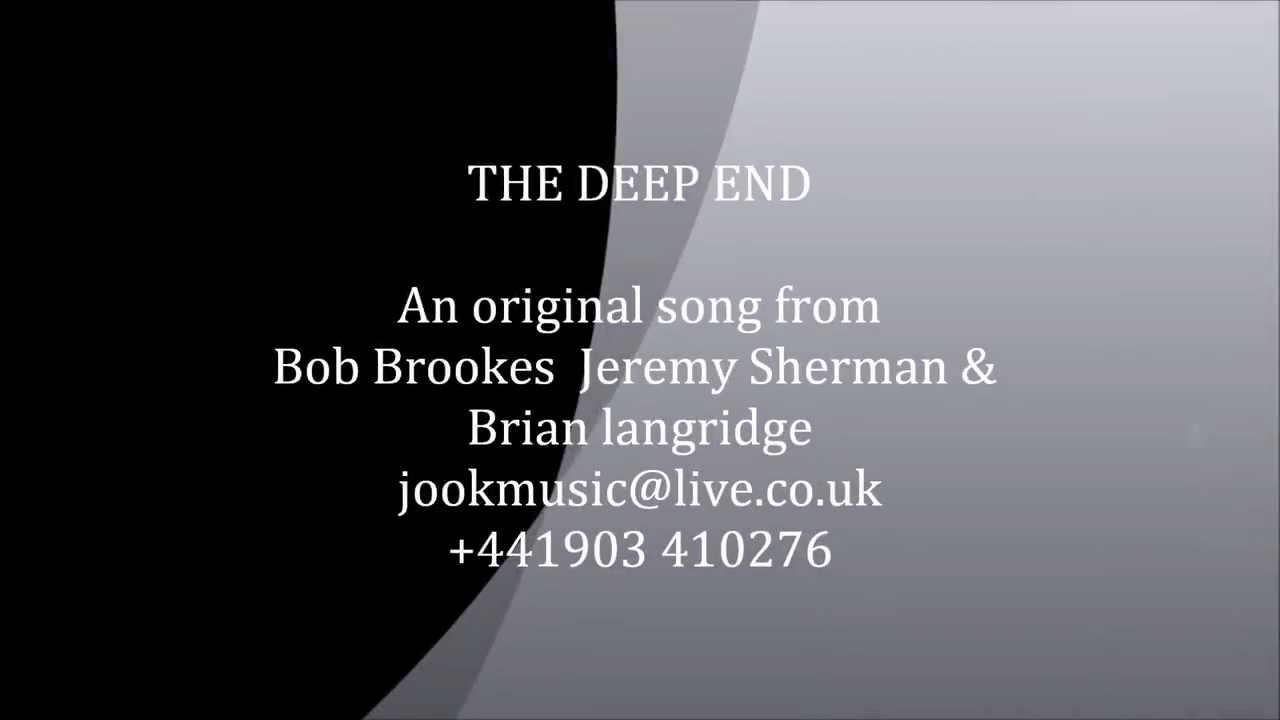 THE DEEP END
An original song from
Bob Brookes  Jeremy Sherman &
Brian langridge
jookmusic@live.co.uk
+441903 410276